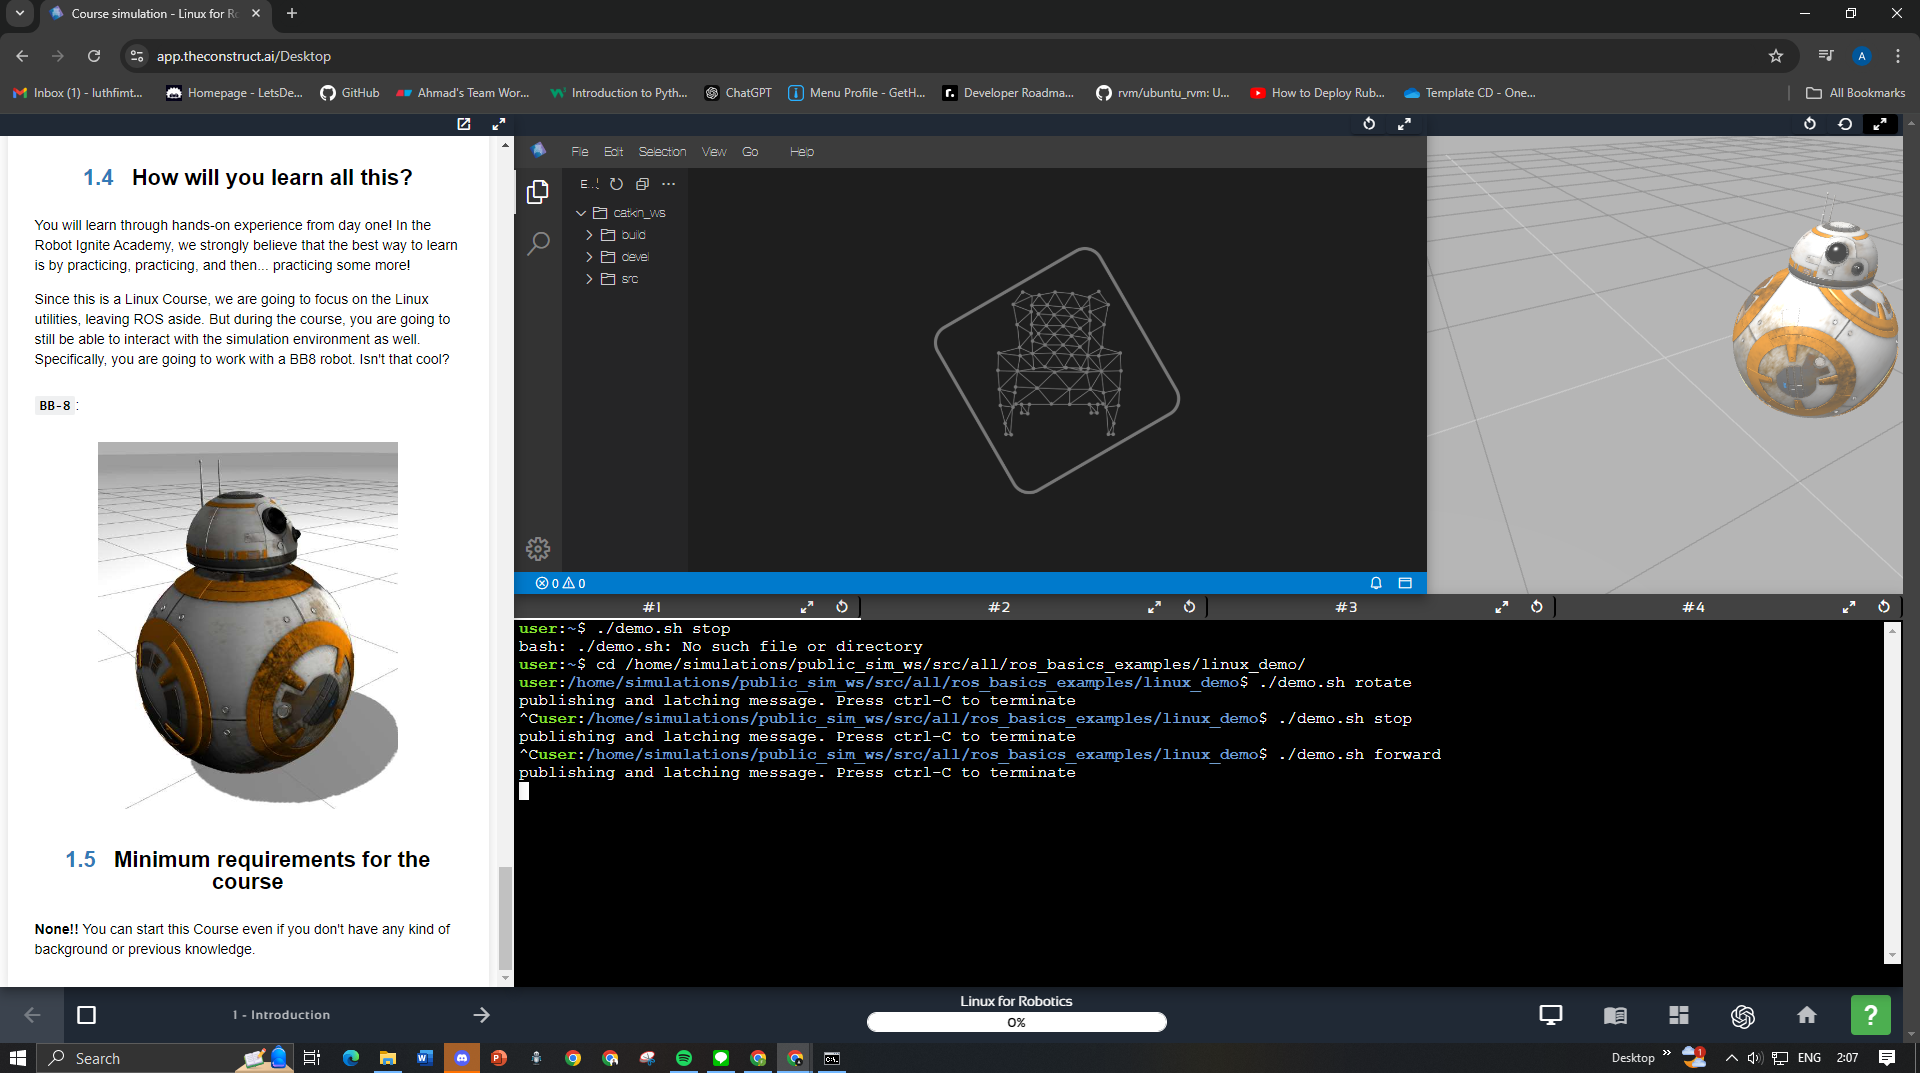 Course simulation - Linux for Ro
app.theconstruct.ai/Desktop
A
Inbox (1) - luthfimt...
Homepage - LetsDe...
GitHub
Ahmad's Team Wor...
Introduction to Pyth...
ChatGPT
Menu Profile - GetH...
Developer Roadma...
rvm/ubuntu_rvm: U...
How to Deploy Rub...
Template CD - One...
All Bookmarks
1.4 How will you learn all this?
You will learn through hands-on experience from day one! In the
Robot Ignite Academy, we strongly believe that the best way to learn
is by practicing, practicing, and then... practicing some more!
Since this is a Linux Course, we are going to focus on the Linux
utilities, leaving ROS aside. But during the course, you are going to
still be able to interact with the simulation environment as well.
Specifically, you are going to work with a BB8 robot. Isn't that cool?
BB-8 :
1.5 Minimum requirements for the
course
None!! You can start this Course even if you don't have any kind of
background or previous knowledge.
File Edit Selection View Go Help
E...
catkin_ws
build
devel
src
0 0
#1 #2 #3 #4
user:~$ ./demo.sh stop
bash: ./demo.sh: No such file or directory
user:~$ cd /home/simulations/public_sim_ws/src/all/ros_basics_examples/linux_demo/
user:/home/simulations/public_sim_ws/src/all/ros_basics_examples/linux_demo$ ./demo.sh rotate
publishing and latching message. Press ctrl-C to terminate
^Cuser:/home/simulations/public_sim_ws/src/all/ros_basics_examples/linux_demo$ ./demo.sh stop
publishing and latching message. Press ctrl-C to terminate
^Cuser:/home/simulations/public_sim_ws/src/all/ros_basics_examples/linux_demo$ ./demo.sh forward
publishing and latching message. Press ctrl-C to terminate
1 - Introduction
Linux for Robotics
0%
?
Search
Desktop
1
ENG
2:07